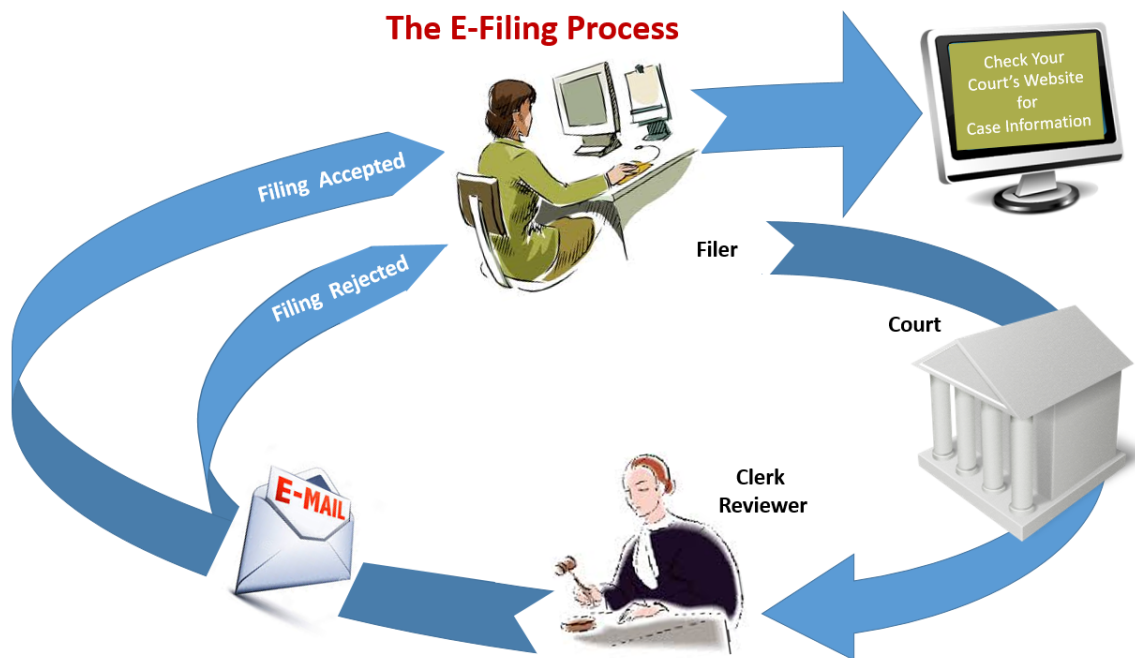 The E-Filing Process
Check Your
Court's Website
for
Case Information
Filing Accepted
Filing Rejected
Filer
Court
Clerk
Reviewer
E-MAIL